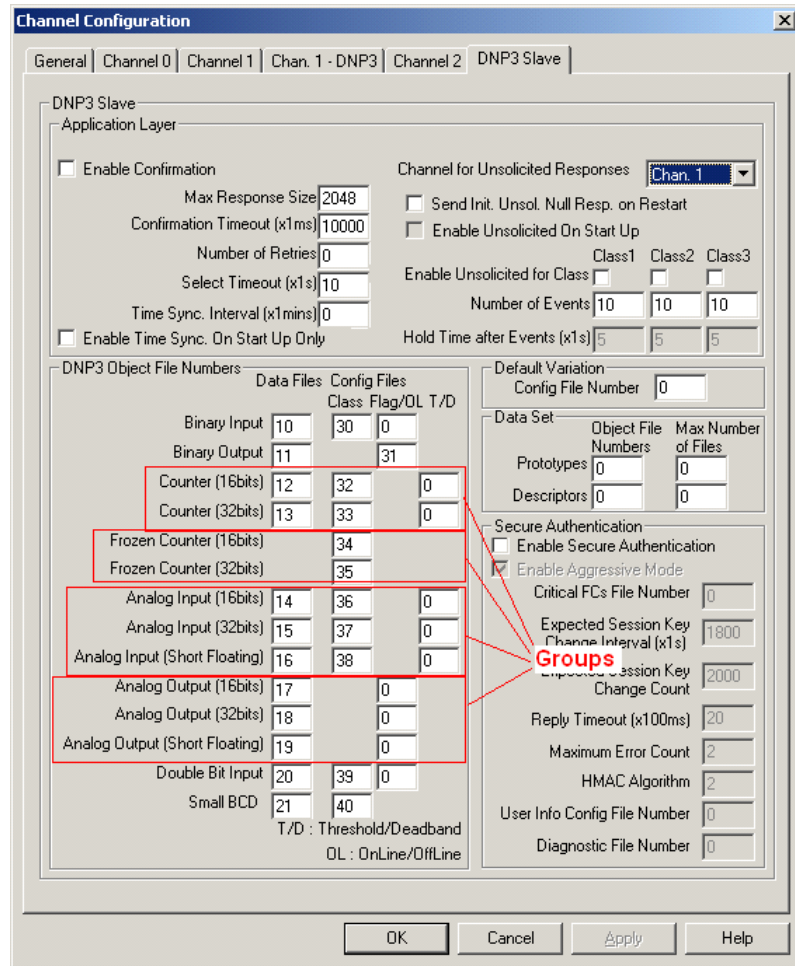 Channel Configuration
General Channel 0 Channel 1 Chan. 1 - DNP3 Channel 2 DNP3 Slave
DNP3 Slave
Application Layer
Enable Confirmation
Max Response Size 2048
Confirmation Timeout (x1ms) 10000
Number of Retries 0
Select Timeout (x1s) 10
Time Sync. Interval (x1mins) 0
Enable Time Sync. On Start Up Only
Channel for Unsolicited Responses Chan. 1
Send Init. Unsol. Null Resp. on Restart
Enable Unsolicited On Start Up
Class1 Class2 Class3
Enable Unsolicited for Class
Number of Events 10 10 10
Hold Time after Events (x1s) 5 5 5
DNP3 Object File Numbers
Data Files Config Files
Class Flag/OL T/D
Binary Input 10 30 0
Binary Output 11 31
Counter (16bits) 12 32 0
Counter (32bits) 13 33 0
Frozen Counter (16bits) 34
Frozen Counter (32bits) 35
Analog Input (16bits) 14 36 0
Analog Input (32bits) 15 37 0
Analog Input (Short Floating) 16 38 0
Analog Output (16bits) 17 0
Analog Output (32bits) 18 0
Analog Output (Short Floating) 19 0
Double Bit Input 20 39 0
Small BCD 21 40
T/D : Threshold/Deadband
OL : OnLine/OffLine
Default Variation
Config File Number 0
Data Set
Object File Max Number
Numbers of Files
Prototypes 0 0
Descriptors 0 0
Secure Authentication
Enable Secure Authentication
Enable Aggressive Mode
Critical FCs File Number 0
Expected Session Key
Change Interval (x1s) 1800
Groups
Session Key
Change Count 2000
Reply Timeout (x100ms) 20
Maximum Error Count 2
HMAC Algorithm 2
User Info Config File Number 0
Diagnostic File Number 0
OK Cancel Apply Help